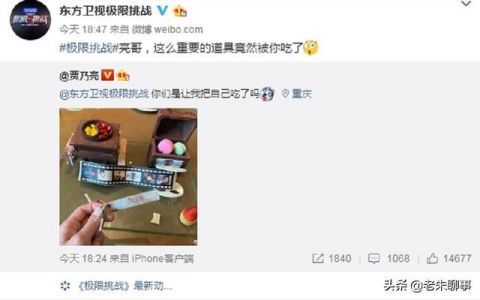 东方卫视极限挑战
今天 18:47 来自 微博 weibo.com
#极限挑战#亮哥，这么重要的道具竟然被你吃了
@贾乃亮
@东方卫视极限挑战 你们是让我把自己吃了吗 重庆
今天 18:24 来自 iPhone客户端 1840 1068 14677
《极限挑战》最新动...
头条 @老朱聊事